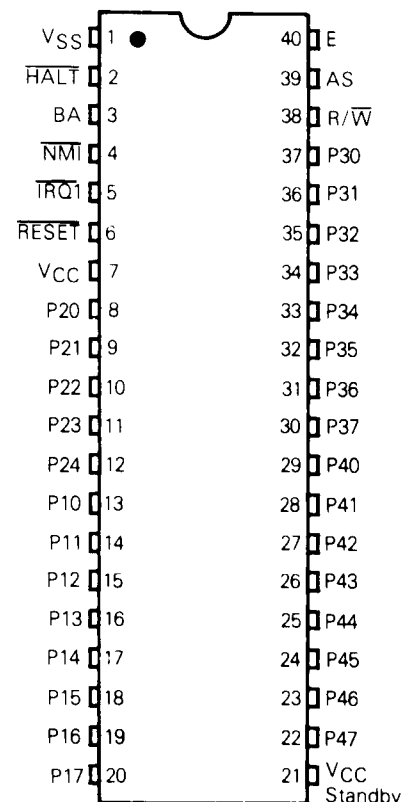 VSS 1 40 E
HALT 2 39 AS
BA 3 38 R/W
NMI 4 37 P30
IRQ1 5 36 P31
RESET 6 35 P32
VCC 7 34 P33
P20 8 33 P34
P21 9 32 P35
P22 10 31 P36
P23 11 30 P37
P24 12 29 P40
P10 13 28 P41
P11 14 27 P42
P12 15 26 P43
P13 16 25 P44
P14 17 24 P45
P15 18 23 P46
P16 19 22 P47
P17 20 21 VCC
Standby